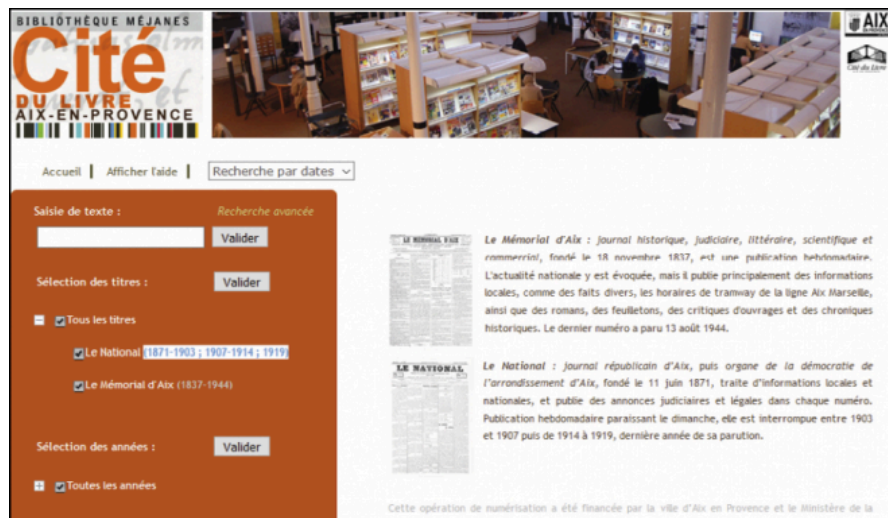 BIBLIOTHÈQUE MÉJANES
Cité
DU LIVRE
AIX-EN-PROVENCE
AIX
Cité du Livre
Accueil | Afficher l'aide | Recherche par dates
Saisie de texte :
Recherche avancée
Valider
Sélection des titres :
Valider
Tous les titres
Le National (1871-1903 ; 1907-1914 ; 1919)
Le Mémorial d'Aix (1837-1944)
Sélection des années :
Valider
Toutes les années
LE MEMORIAL D'AIX
Le Mémorial d'Aix : journal historique, judiciaire, littéraire, scientifique et
commercial, fondé le 18 novembre 1837, est une publication hebdomadaire.
L'actualité nationale y est évoquée, mais il publie principalement des informations
locales, comme des faits divers, les horaires de tramway de la ligne Aix Marseille,
ainsi que des romans, des feuilletons, des critiques d'ouvrages et des chroniques
historiques. Le dernier numéro a paru 13 août 1944.
LE NATIONAL
Le National : journal républicain d'Aix, puis organe de la démocratie de
l'arrondissement d'Aix, fondé le 11 juin 1871, traite d'informations locales et
nationales, et publie des annonces judiciaires et légales dans chaque numéro.
Publication hebdomadaire paraissant le dimanche, elle est interrompue entre 1903
et 1907 puis de 1914 à 1919, dernière année de sa parution.
Cette opération de numérisation a été financée par la ville d'Aix en Provence et le Ministère de la